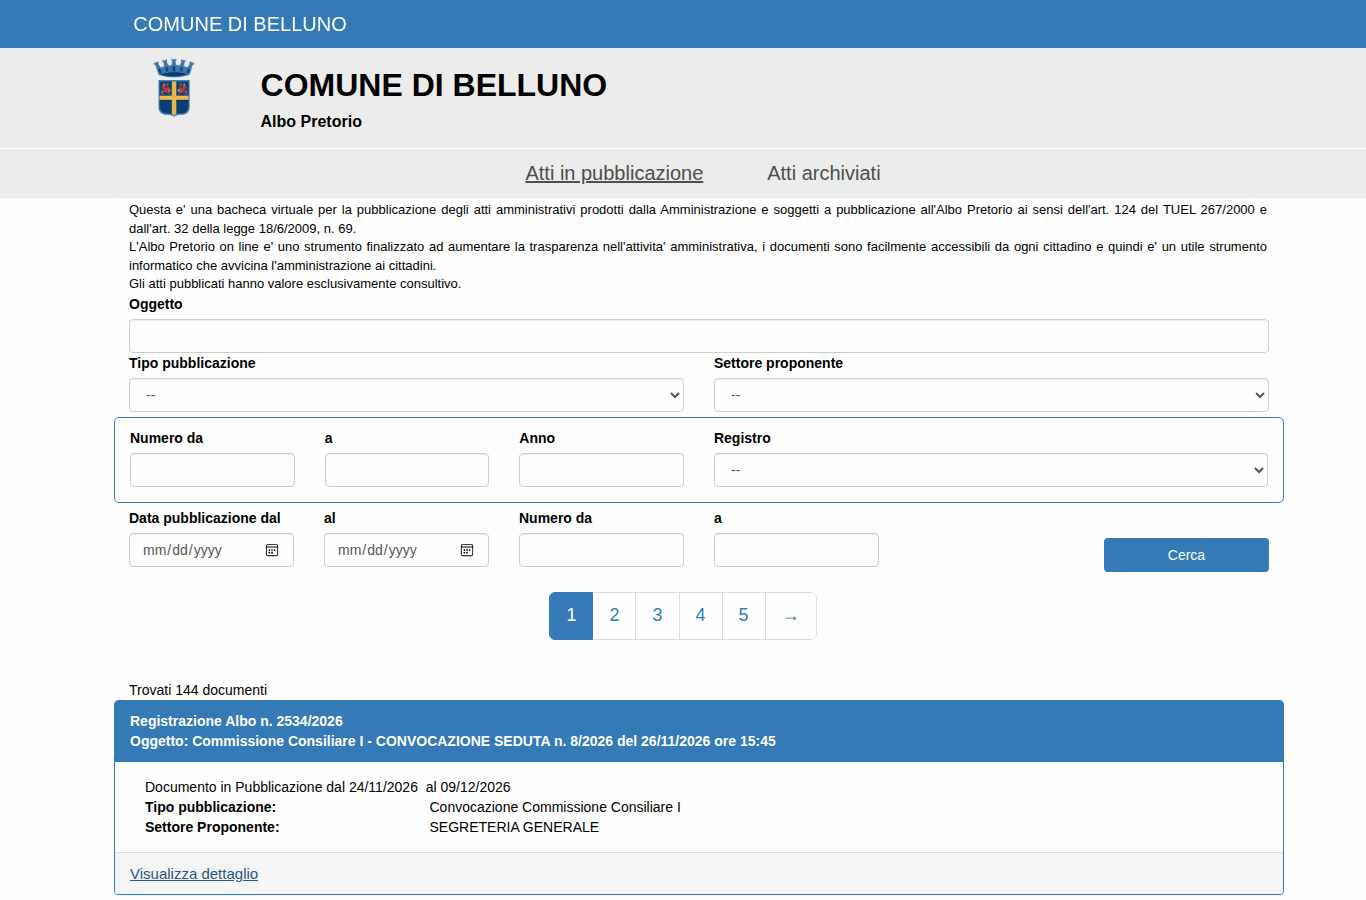 COMUNE DI BELLUNO
COMUNE DI BELLUNO
Albo Pretorio
Atti in pubblicazione
Atti archiviati
Questa e' una bacheca virtuale per la pubblicazione degli atti amministrativi prodotti dalla Amministrazione e soggetti a pubblicazione all'Albo Pretorio ai sensi dell'art. 124 del TUEL 267/2000 e
dall'art. 32 della legge 18/6/2009, n. 69.
L'Albo Pretorio on line e' uno strumento finalizzato ad aumentare la trasparenza nell'attivita' amministrativa, i documenti sono facilmente accessibili da ogni cittadino e quindi e' un utile strumento
informatico che avvicina l'amministrazione ai cittadini.
Gli atti pubblicati hanno valore esclusivamente consultivo.
Oggetto
Tipo pubblicazione Settore proponente
-- --
Numero da a Anno Registro
--
Data pubblicazione dal al Numero da a
mm/dd/yyyy mm/dd/yyyy
Cerca
1 2 3 4 5 →
Trovati 144 documenti
Registrazione Albo n. 2534/2026
Oggetto: Commissione Consiliare I - CONVOCAZIONE SEDUTA n. 8/2026 del 26/11/2026 ore 15:45
Documento in Pubblicazione dal 24/11/2026 al 09/12/2026
Tipo pubblicazione: Convocazione Commissione Consiliare I
Settore Proponente: SEGRETERIA GENERALE
Visualizza dettaglio